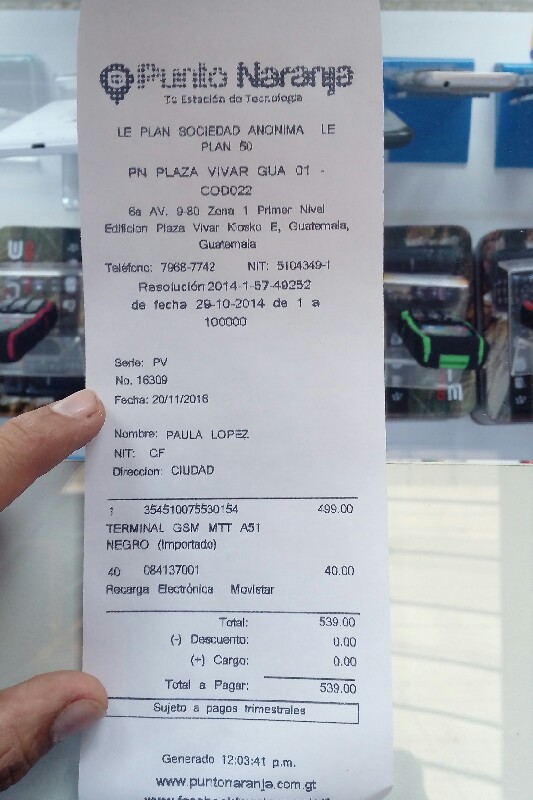 Punto Naranja
Tu Estación de Tecnología
LE PLAN SOCIEDAD ANONIMA LE
PLAN 50
PN PLAZA VIVAR GUA 01 -
COD022
6a AV. 9-80 Zona 1 Primer Nivel
Edificion Plaza Vivar Kiosko E, Guatemala,
Guatemala
Teléfono: 7968-7742 NIT: 5104349-1
Resolución 2014-1-57-49252
de fecha 29-10-2014 de 1 a
100000
Serie: PV
No. 16309
Fecha: 20/11/2016
Nombre: PAULA LOPEZ
NIT: CF
Direccion: CIUDAD
1 354510075530154 499.00
TERMINAL GSM MTT A51
NEGRO (Importado)
40 084137001 40.00
Recarga Electrónica Movistar
Total: 539.00
(-) Descuento: 0.00
(+) Cargo: 0.00
Total a Pagar: 539.00
Sujeto a pagos trimestrales
Generado 12:03:41 p.m.
www.puntonaranja.com.gt